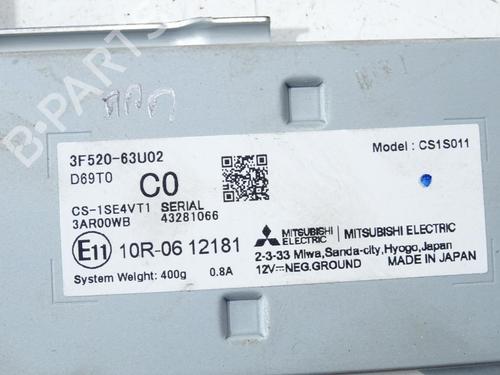 B-PARTS
3F520-63U02
Model : CS1S011
D69T0
C0
CS-1SE4VT1 SERIAL
3AR00WB 43281066
E11 10R-06 12181
MITSUBISHI ELECTRIC
MITSUBISHI ELECTRIC
2-3-33 Miwa,Sanda-city,Hyogo,Japan
System Weight: 400g 0.8A
12V⎓NEG.GROUND MADE IN JAPAN